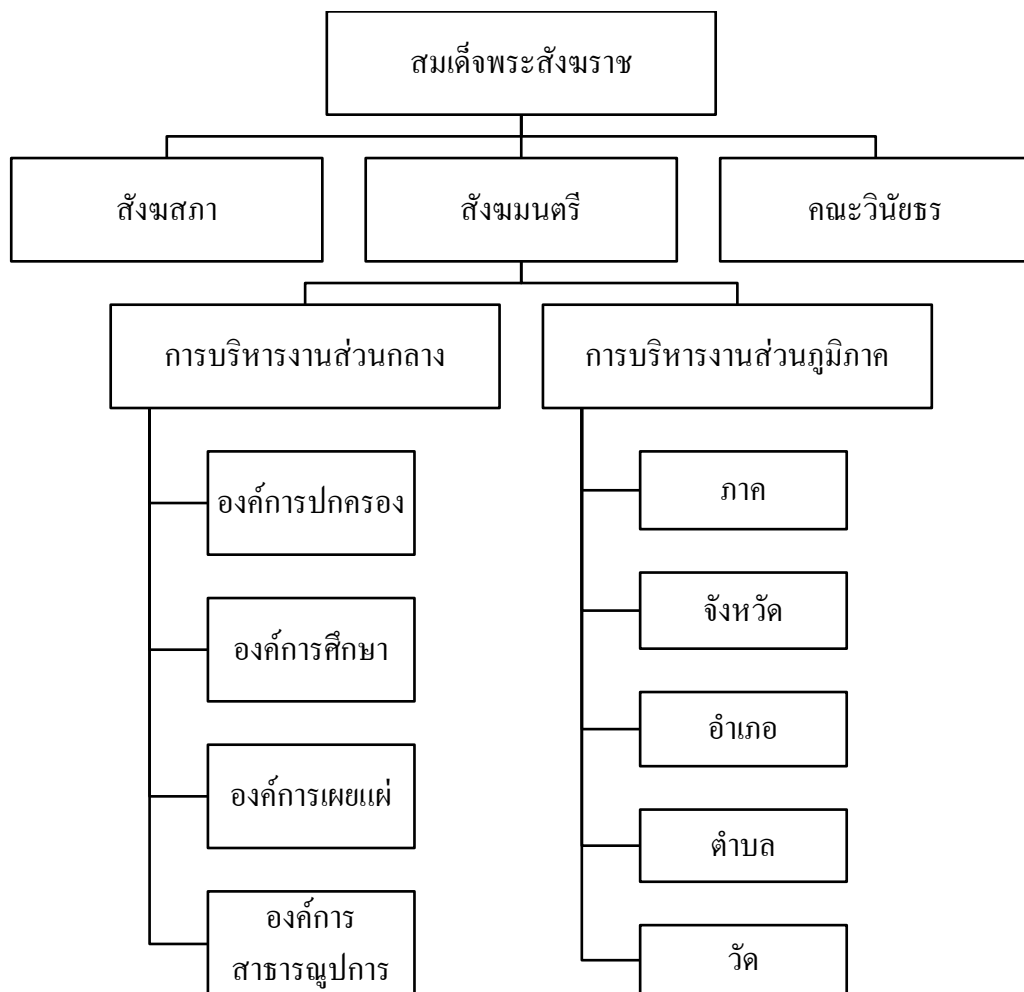 สมเด็จพระสังฆราช
สังฆสภา
สังฆมนตรี
คณะวินัยธร
การบริหารงานส่วนกลาง
การบริหารงานส่วนภูมิภาค
องค์การปกครอง
องค์การศึกษา
องค์การเผยแผ่
องค์การ
สาธารณูปการ
ภาค
จังหวัด
อำเภอ
ตำบล
วัด